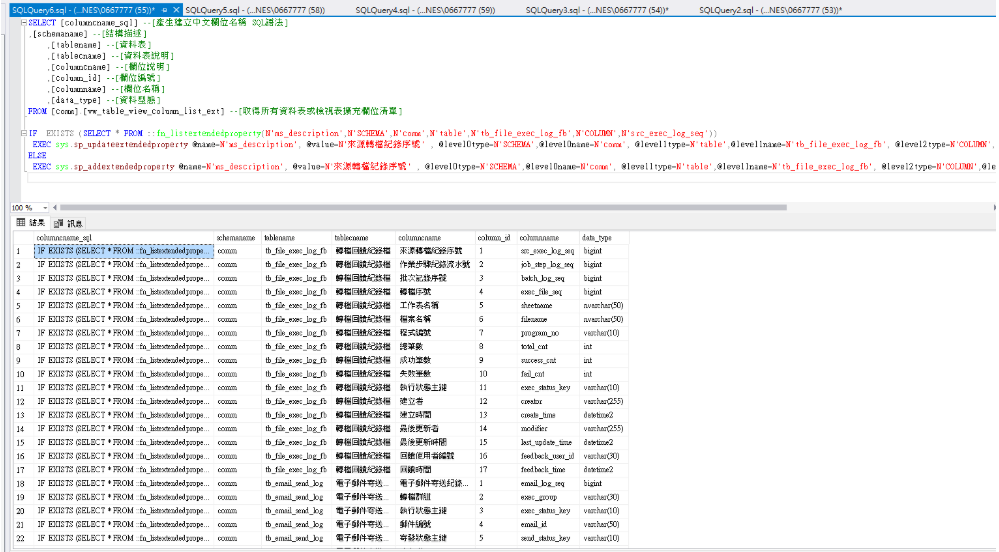 SQLQuery6.sql - (...NES\0667777 (55))* SQLQuery5.sql - (...NES\0667777 (58)) SQLQuery4.sql - (...NES\0667777 (59)) SQLQuery3.sql - (...NES\0667777 (54))* SQLQuery2.sql - (...NES\0667777 (53))*
SELECT [columncname_sql] --[產生建立中文欄位名稱 SQL語法]
,[schemaname] --[結構描述]
,[tablename] --[資料表]
,[tablecname] --[資料表說明]
,[columncname] --[欄位說明]
,[column_id] --[欄位編號]
,[columnname] --[欄位名稱]
,[data_type] --[資料型態]
FROM [comm].[vw_table_view_column_list_ext] --[取得所有資料表或檢視表擴充欄位清單]
IF EXISTS (SELECT * FROM ::fn_listextendedproperty(N'ms_description',N'SCHEMA',N'comm',N'table',N'tb_file_exec_log_fb',N'COLUMN',N'src_exec_log_seq'))
EXEC sys.sp_updateextendedproperty @name=N'ms_description', @value=N'來源轉檔紀錄序號' , @level0type=N'SCHEMA',@level0name=N'comm', @level1type=N'table',@level1name=N'tb_file_exec_log_fb', @level2type=N'COLUMN',
ELSE
EXEC sys.sp_addextendedproperty @name=N'ms_description', @value=N'來源轉檔紀錄序號' , @level0type=N'SCHEMA',@level0name=N'comm', @level1type=N'table',@level1name=N'tb_file_exec_log_fb', @level2type=N'COLUMN',@le
100 %
結果 訊息
columncname_sql schemaname tablename tablecname columncname column_id columnname data_type
1 IF EXISTS (SELECT * FROM ::fn_listextendedprope... comm tb_file_exec_log_fb 轉檔回饋紀錄檔 來源轉檔紀錄序號 1 src_exec_log_seq bigint
2 IF EXISTS (SELECT * FROM ::fn_listextendedprope... comm tb_file_exec_log_fb 轉檔回饋紀錄檔 作業步驟紀錄流水號 2 job_step_log_seq bigint
3 IF EXISTS (SELECT * FROM ::fn_listextendedprope... comm tb_file_exec_log_fb 轉檔回饋紀錄檔 批次記錄序號 3 batch_log_seq bigint
4 IF EXISTS (SELECT * FROM ::fn_listextendedprope... comm tb_file_exec_log_fb 轉檔回饋紀錄檔 轉檔序號 4 exec_file_seq bigint
5 IF EXISTS (SELECT * FROM ::fn_listextendedprope... comm tb_file_exec_log_fb 轉檔回饋紀錄檔 工作表名稱 5 sheetname nvarchar(50)
6 IF EXISTS (SELECT * FROM ::fn_listextendedprope... comm tb_file_exec_log_fb 轉檔回饋紀錄檔 檔案名稱 6 filename nvarchar(50)
7 IF EXISTS (SELECT * FROM ::fn_listextendedprope... comm tb_file_exec_log_fb 轉檔回饋紀錄檔 程式編號 7 program_no varchar(10)
8 IF EXISTS (SELECT * FROM ::fn_listextendedprope... comm tb_file_exec_log_fb 轉檔回饋紀錄檔 總筆數 8 total_cnt int
9 IF EXISTS (SELECT * FROM ::fn_listextendedprope... comm tb_file_exec_log_fb 轉檔回饋紀錄檔 成功筆數 9 success_cnt int
10 IF EXISTS (SELECT * FROM ::fn_listextendedprope... comm tb_file_exec_log_fb 轉檔回饋紀錄檔 失敗筆數 10 fail_cnt int
11 IF EXISTS (SELECT * FROM ::fn_listextendedprope... comm tb_file_exec_log_fb 轉檔回饋紀錄檔 執行狀態主鍵 11 exec_status_key varchar(10)
12 IF EXISTS (SELECT * FROM ::fn_listextendedprope... comm tb_file_exec_log_fb 轉檔回饋紀錄檔 建立者 12 creator varchar(255)
13 IF EXISTS (SELECT * FROM ::fn_listextendedprope... comm tb_file_exec_log_fb 轉檔回饋紀錄檔 建立時間 13 create_time datetime2
14 IF EXISTS (SELECT * FROM ::fn_listextendedprope... comm tb_file_exec_log_fb 轉檔回饋紀錄檔 最後更新者 14 modifier varchar(255)
15 IF EXISTS (SELECT * FROM ::fn_listextendedprope... comm tb_file_exec_log_fb 轉檔回饋紀錄檔 最後更新時間 15 last_update_time datetime2
16 IF EXISTS (SELECT * FROM ::fn_listextendedprope... comm tb_file_exec_log_fb 轉檔回饋紀錄檔 回饋使用者編號 16 feedback_user_id varchar(30)
17 IF EXISTS (SELECT * FROM ::fn_listextendedprope... comm tb_file_exec_log_fb 轉檔回饋紀錄檔 回饋時間 17 feedback_time datetime2
18 IF EXISTS (SELECT * FROM ::fn_listextendedprope... comm tb_email_send_log 電子郵件寄送... 電子郵件寄送紀錄... 1 email_log_seq bigint
19 IF EXISTS (SELECT * FROM ::fn_listextendedprope... comm tb_email_send_log 電子郵件寄送... 轉檔群組 2 exec_group varchar(30)
20 IF EXISTS (SELECT * FROM ::fn_listextendedprope... comm tb_email_send_log 電子郵件寄送... 執行狀態主鍵 3 exec_status_key varchar(10)
21 IF EXISTS (SELECT * FROM ::fn_listextendedprope... comm tb_email_send_log 電子郵件寄送... 郵件編號 4 email_id varchar(50)
22 IF EXISTS (SELECT * FROM ::fn_listextendedprope... comm tb_email_send_log 電子郵件寄送... 寄發狀態主鍵 5 send_status_key varchar(10)